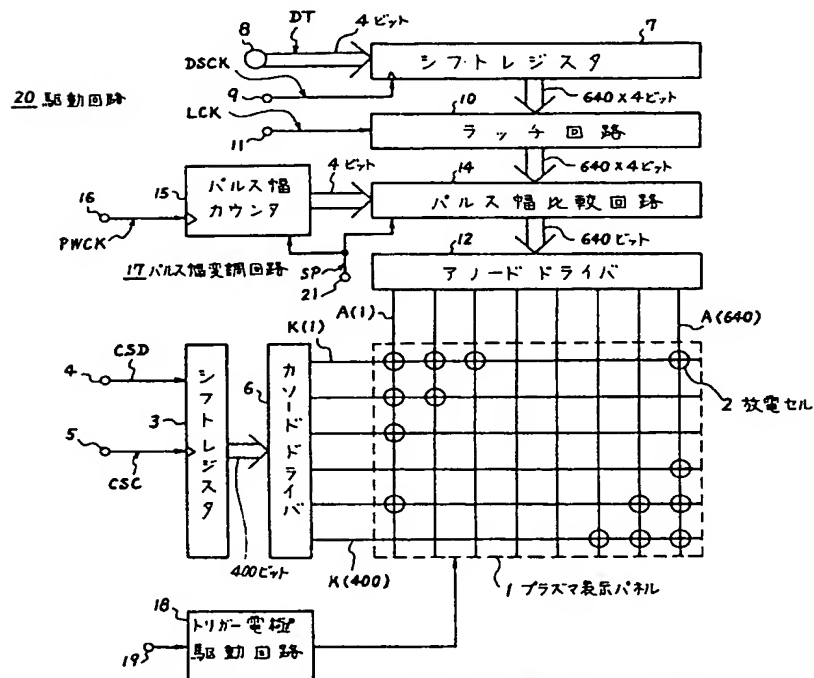 8
DT
4ビット
7
シフトレジスタ
DSCK
9
20 駆動回路
LCK
11
10
640×4ビット
ラッチ回路
15
パルス幅
カウンタ
4ビット
14
640×4ビット
パルス幅比較回路
16
PWCK
12
640ビット
17 パルス幅変調回路
SP
21
アノードドライバ
A(1)
A(640)
K(1)
4
CSD
シフトレジスタ
3
6
カソードドライバ
2 放電セル
5
CSC
400ビット
K(400)
1 プラズマ表示パネル
18
トリガー電極
駆動回路
19